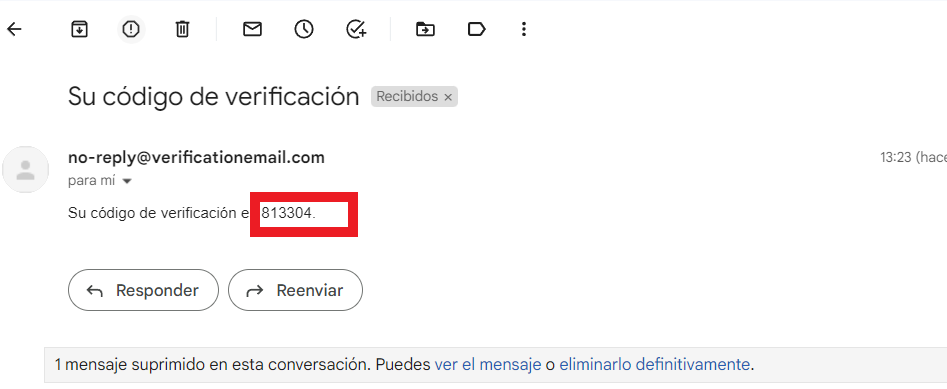 Su código de verificación Recibidos ×
no-reply@verificationemail.com
13:23 (hace
para mí
Su código de verificación e 813304.
Responder
Reenviar
1 mensaje suprimido en esta conversación. Puedes ver el mensaje o eliminarlo definitivamente.